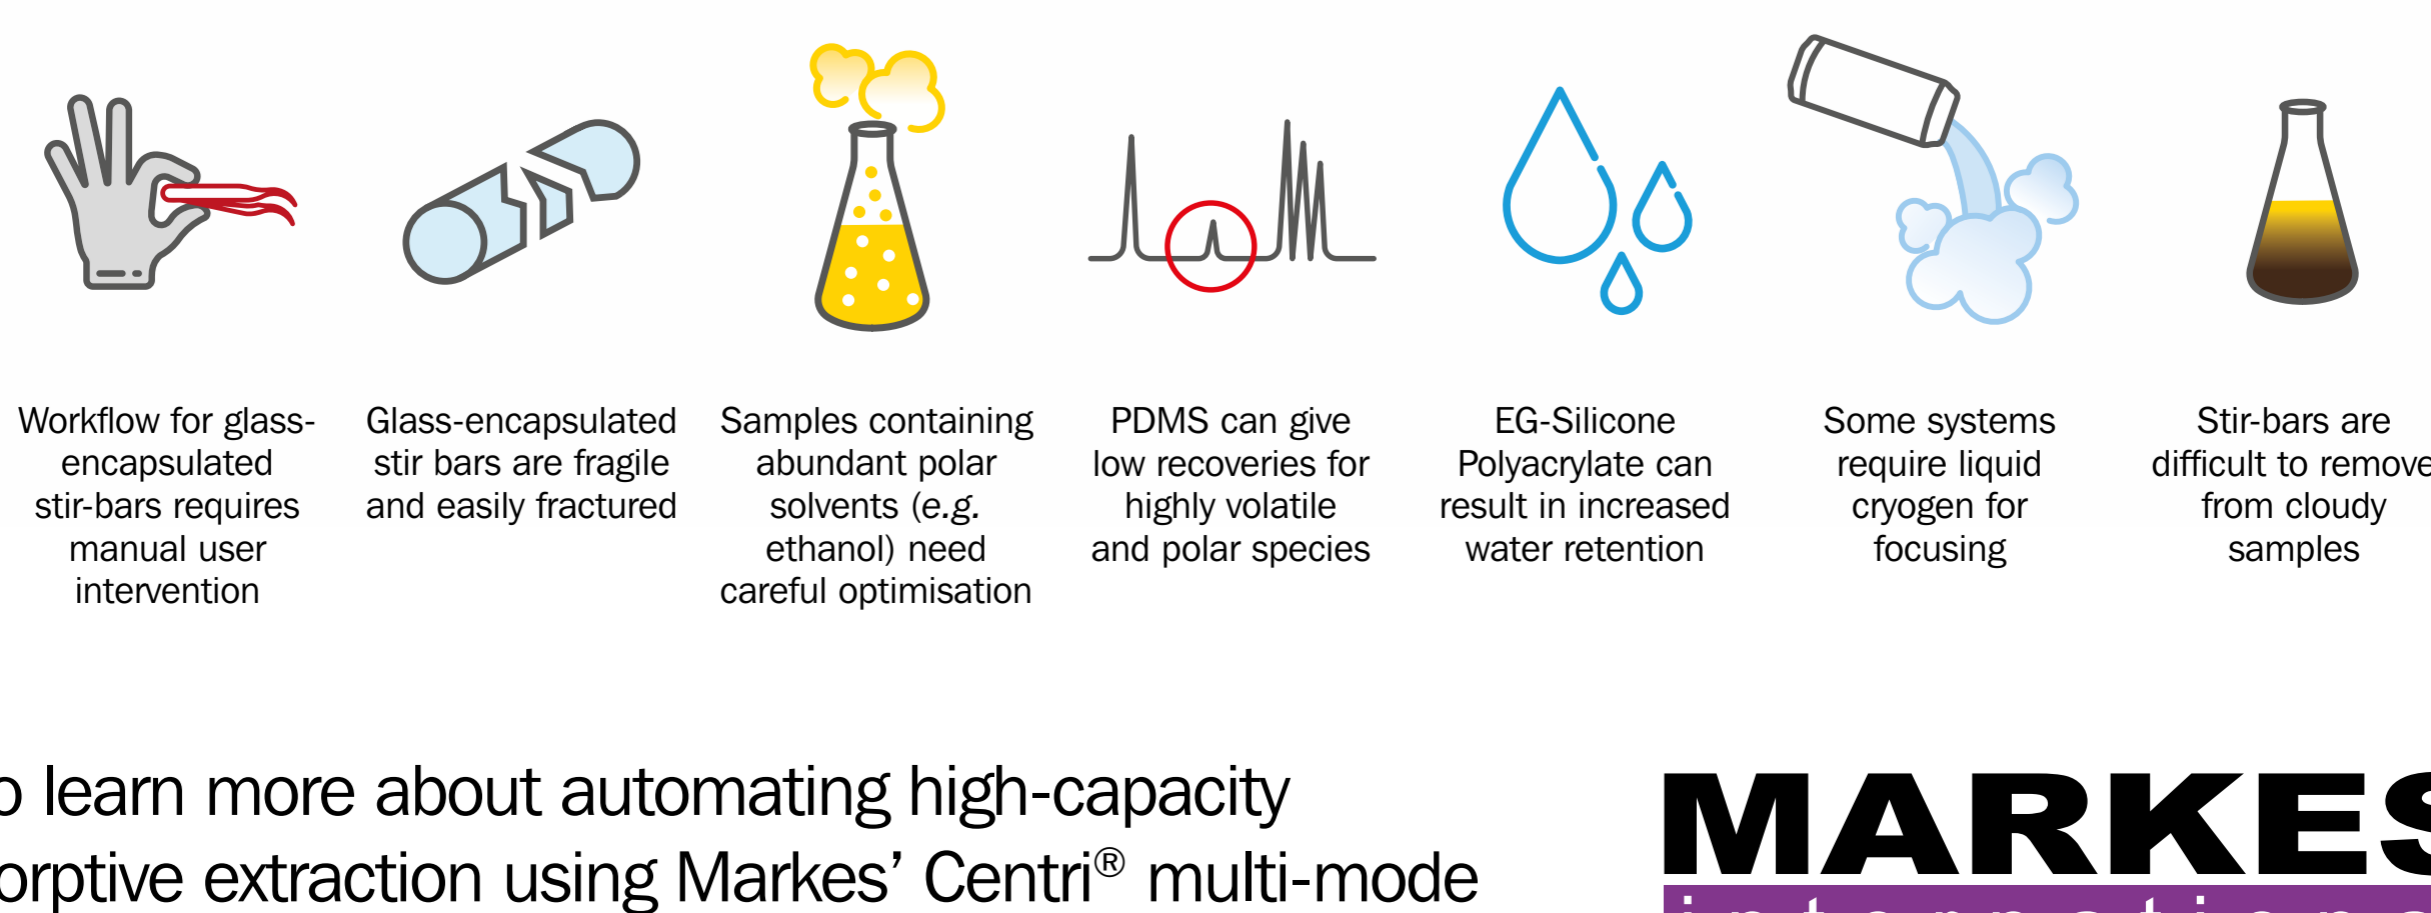 Workflow for glass-
encapsulated
stir-bars requires
manual user
intervention
Glass-encapsulated
stir bars are fragile
and easily fractured
Samples containing
abundant polar
solvents (e.g.
ethanol) need
careful optimisation
PDMS can give
low recoveries for
highly volatile
and polar species
EG-Silicone
Polyacrylate can
result in increased
water retention
Some systems
require liquid
cryogen for
focusing
Stir-bars are
difficult to remove
from cloudy
samples
o learn more about automating high-capacity
orptive extraction using Markes’ Centri® multi-mode
MARKES